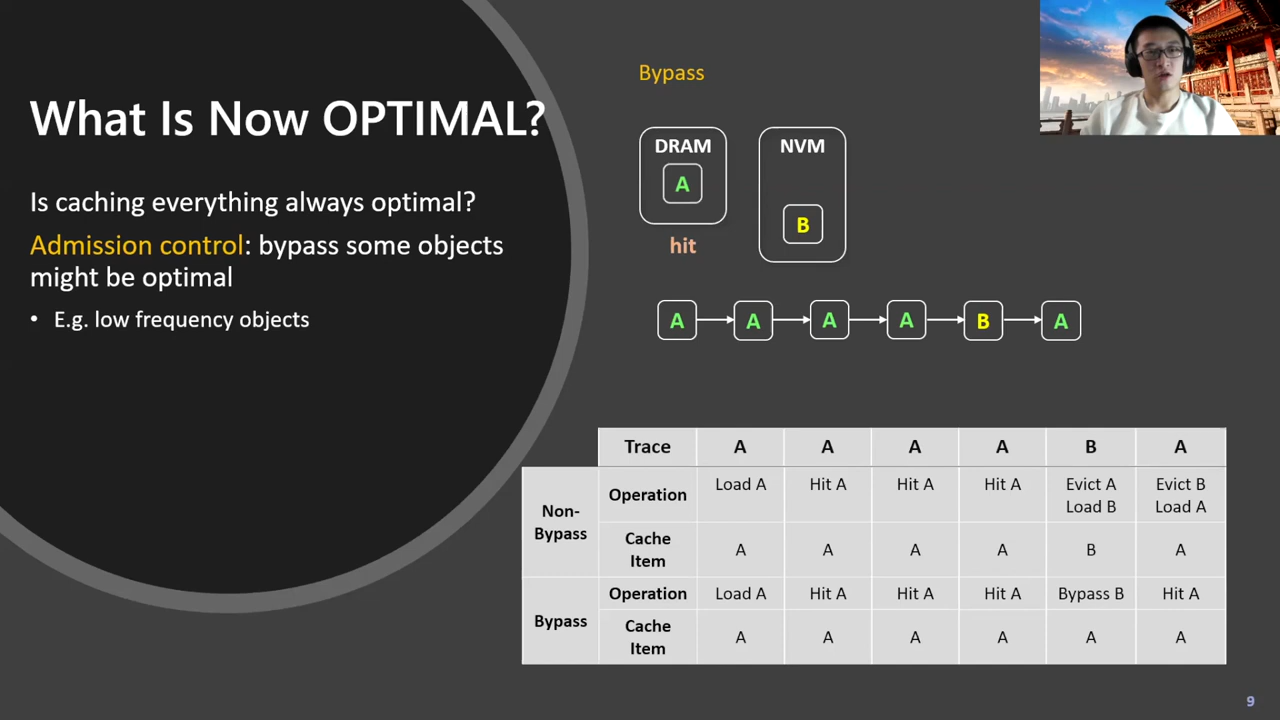 What Is Now OPTIMAL?
Is caching everything always optimal?
Admission control: bypass some objects
might be optimal
• E.g. low frequency objects
Bypass
DRAM NVM
A
B
hit
A A A A B A
Trace A A A A B A
Non-
Bypass
Operation Load A Hit A Hit A Hit A Evict A Evict B
Load B Load A
Cache
Item
A A A A B A
Bypass
Operation Load A Hit A Hit A Hit A Bypass B Hit A
Cache
Item
A A A A A A
9